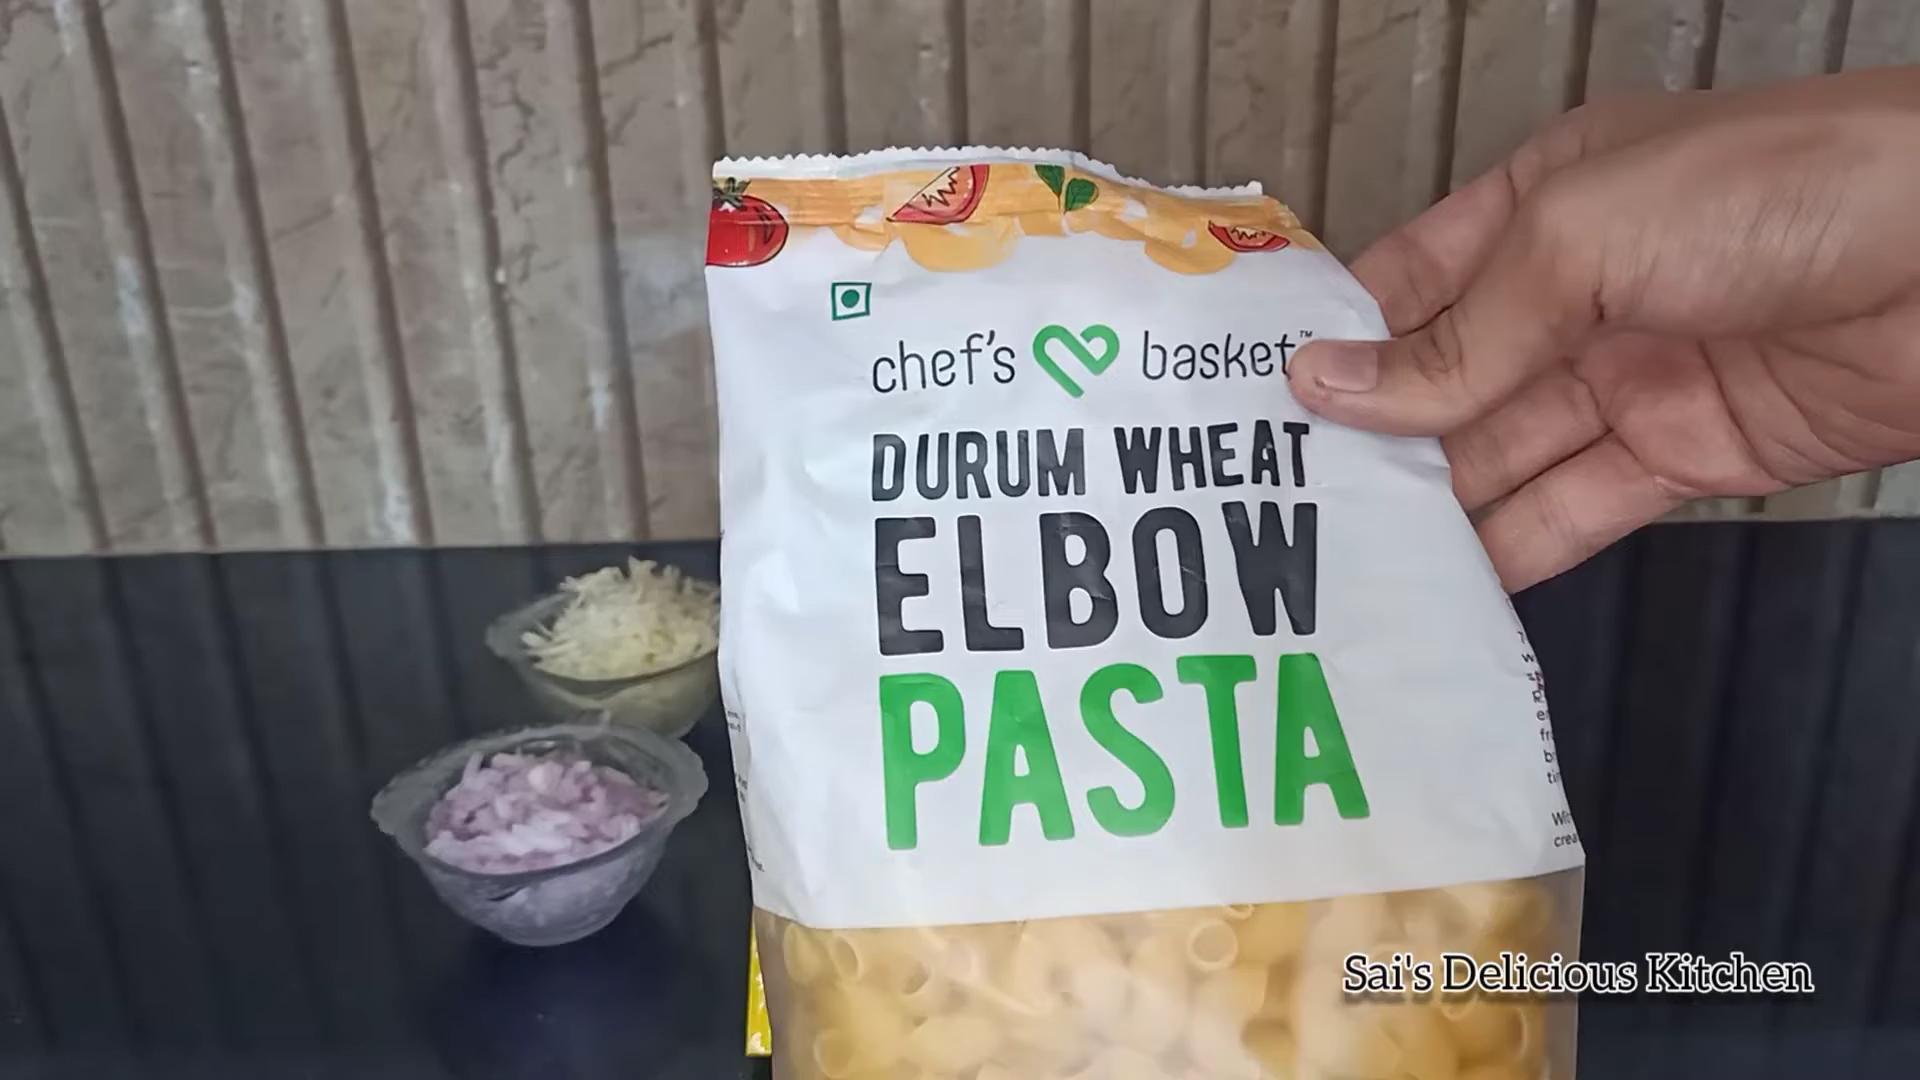 chef's basket™
DURUM WHEAT
ELBOW
PASTA
Sai's Delicious Kitchen